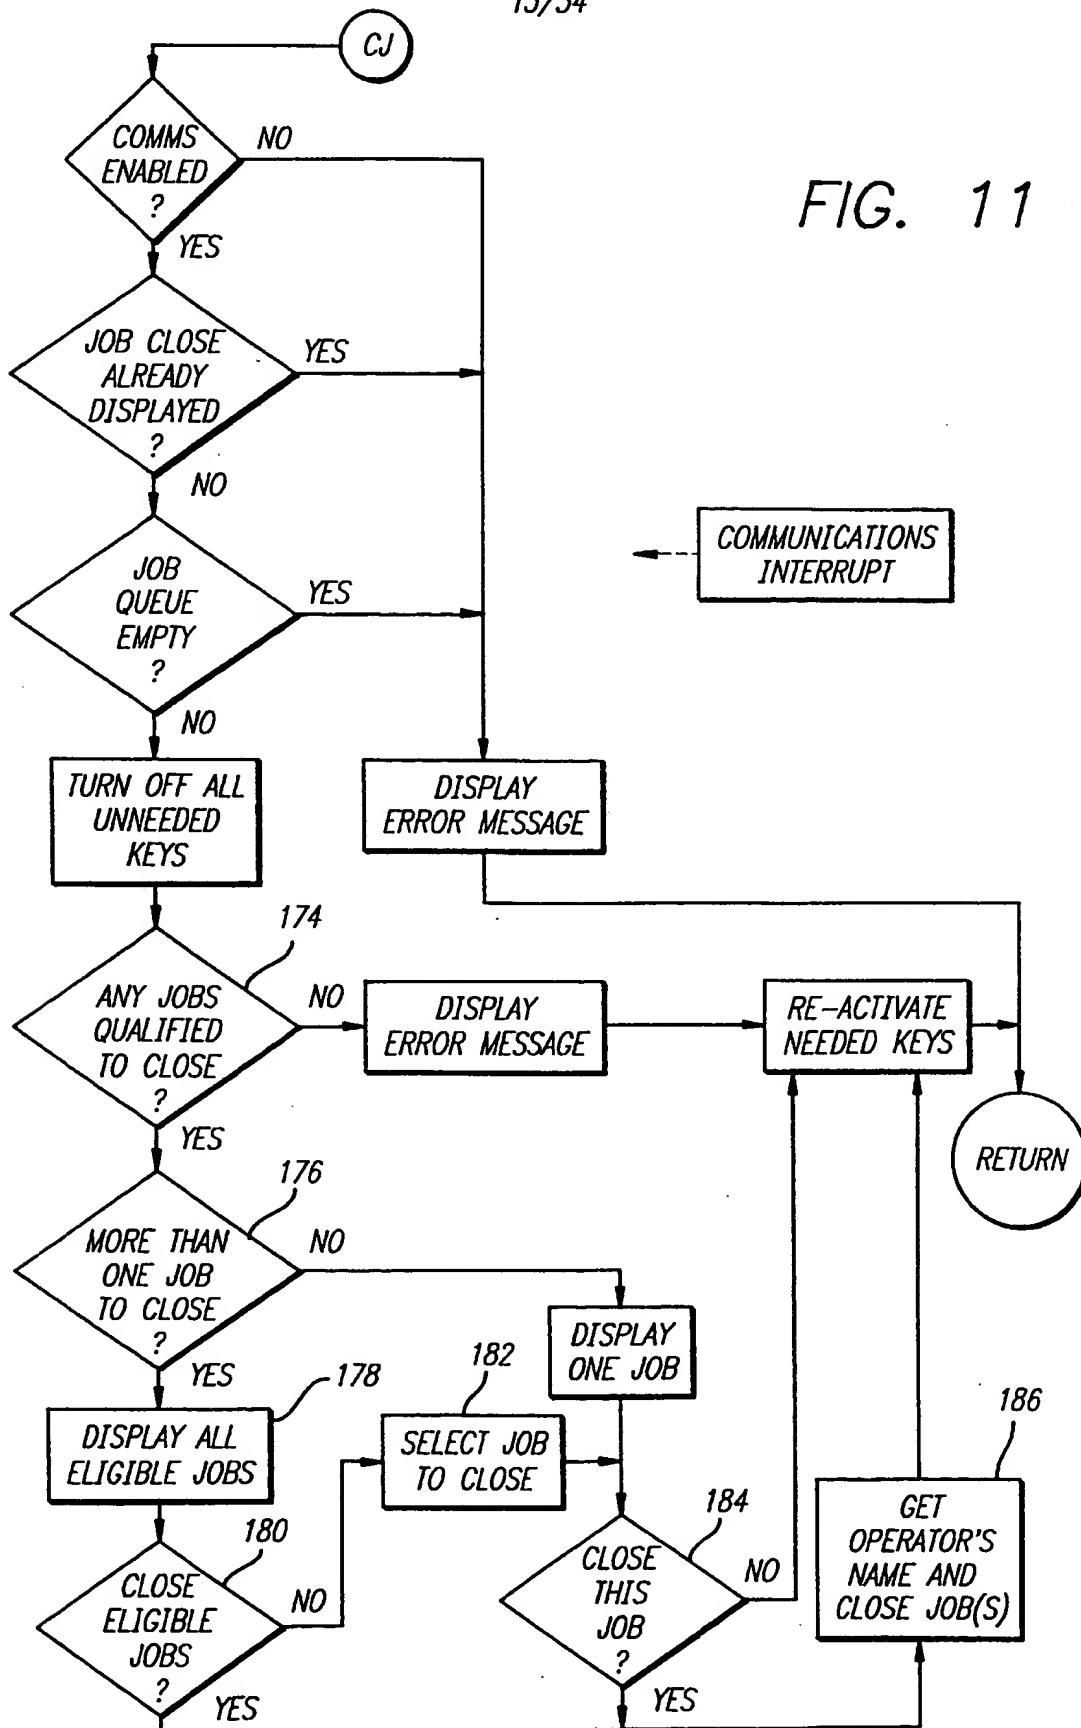 15/34
CJ
COMMS
ENABLED
?
NO
YES
FIG. 11
JOB CLOSE
ALREADY
DISPLAYED
?
YES
NO
JOB
QUEUE
EMPTY
?
YES
NO
COMMUNICATIONS
INTERRUPT
TURN OFF ALL
UNNEEDED
KEYS
DISPLAY
ERROR MESSAGE
174
ANY JOBS
QUALIFIED
TO CLOSE
?
NO
YES
DISPLAY
ERROR MESSAGE
RE-ACTIVATE
NEEDED KEYS
RETURN
176
MORE THAN
ONE JOB
TO CLOSE
?
NO
YES
DISPLAY
ONE JOB
178
DISPLAY ALL
ELIGIBLE JOBS
182
SELECT JOB
TO CLOSE
180
CLOSE
ELIGIBLE
JOBS
?
NO
YES
184
CLOSE
THIS
JOB
?
NO
YES
186
GET
OPERATOR'S
NAME AND
CLOSE JOB(S)